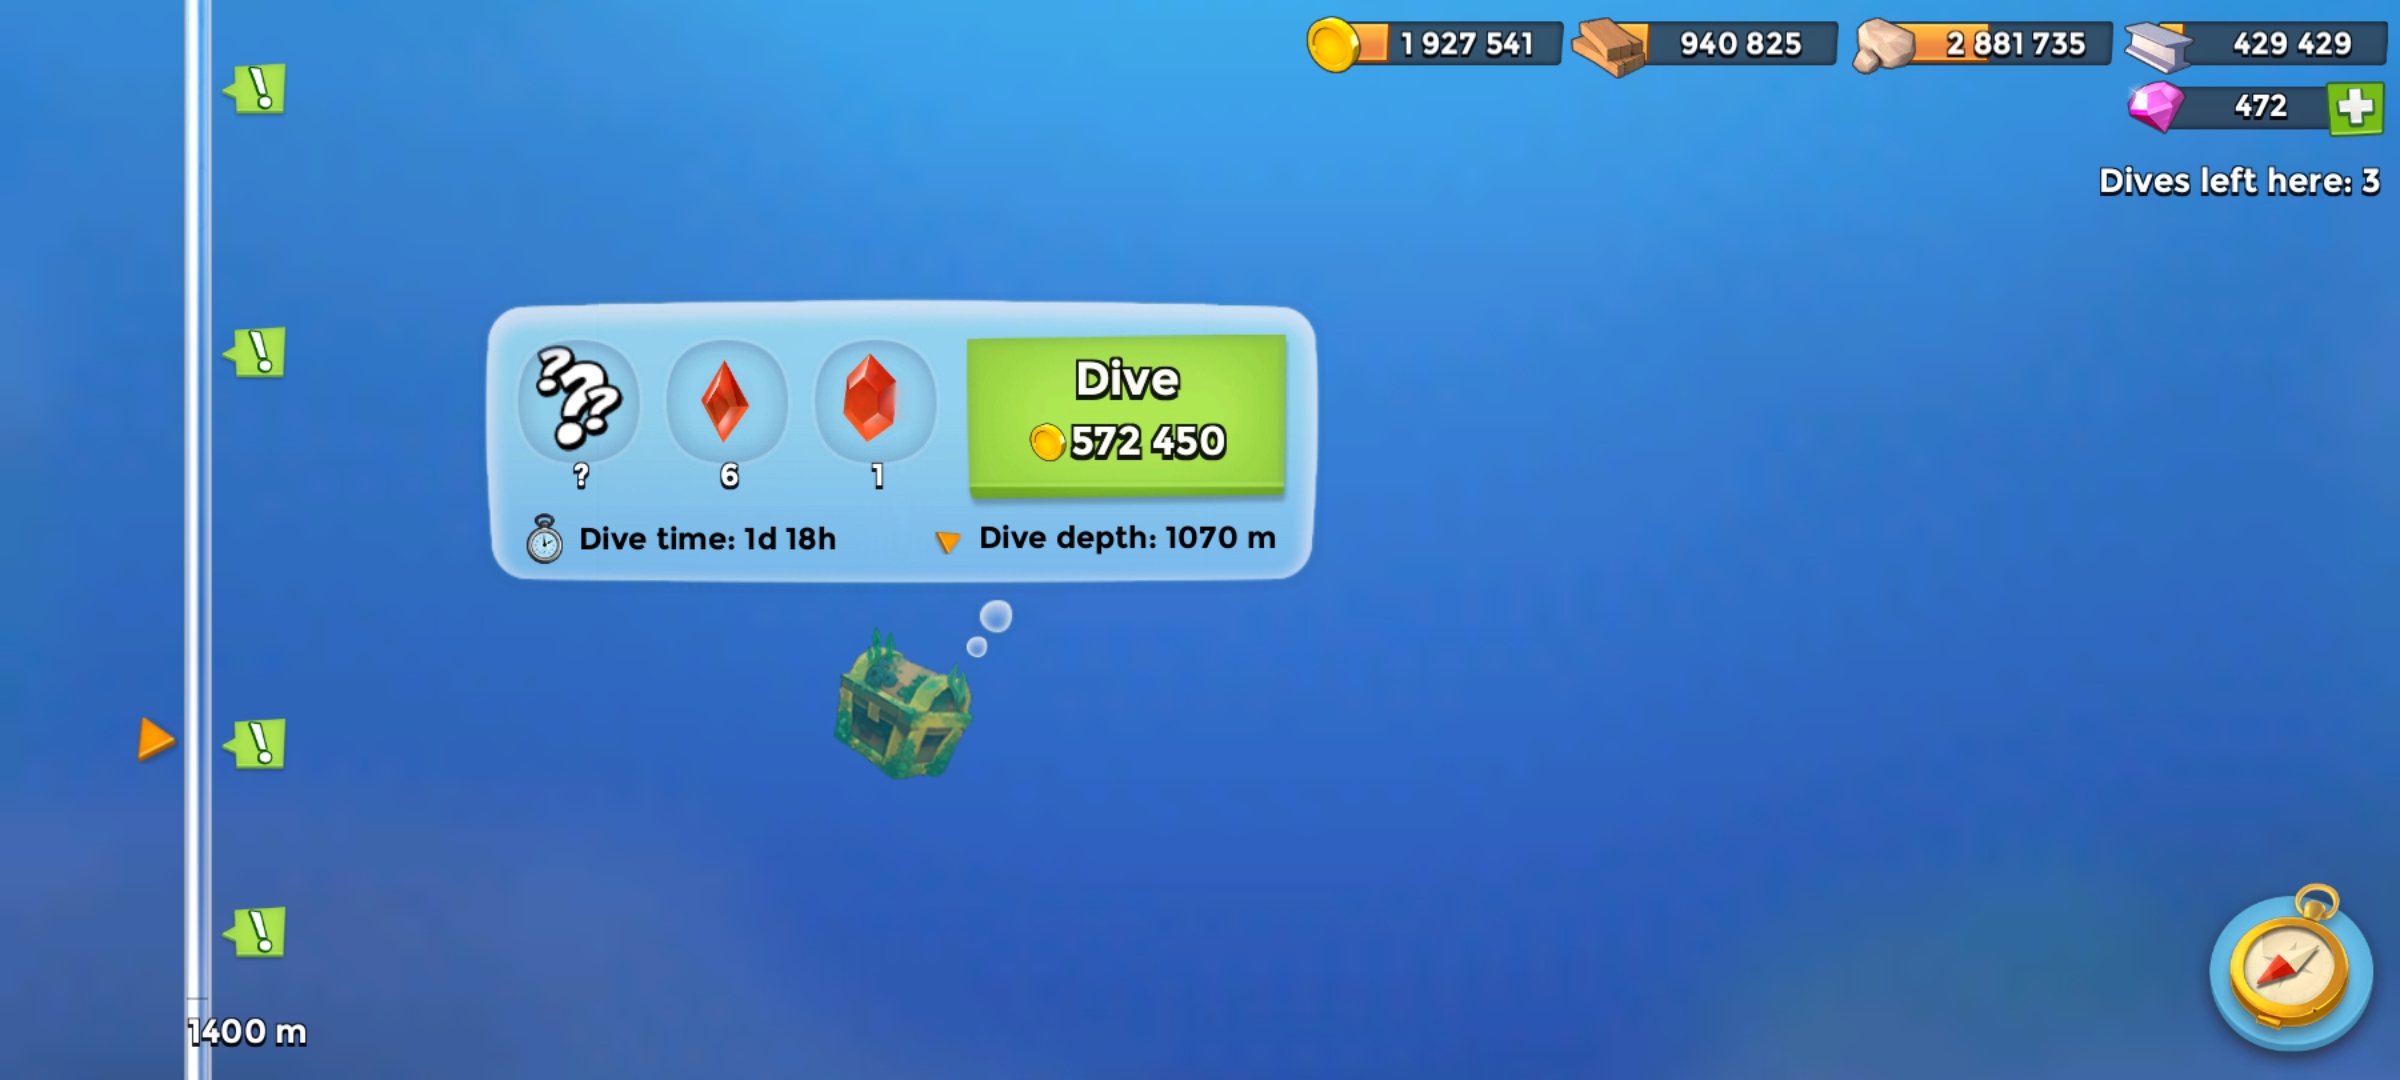 1 927 541
940 825
2 881 735
429 429
472
Dives left here: 3
!
!
???
?
6
1
Dive
572 450
Dive time: 1d 18h
Dive depth: 1070 m
!
!
1400 m